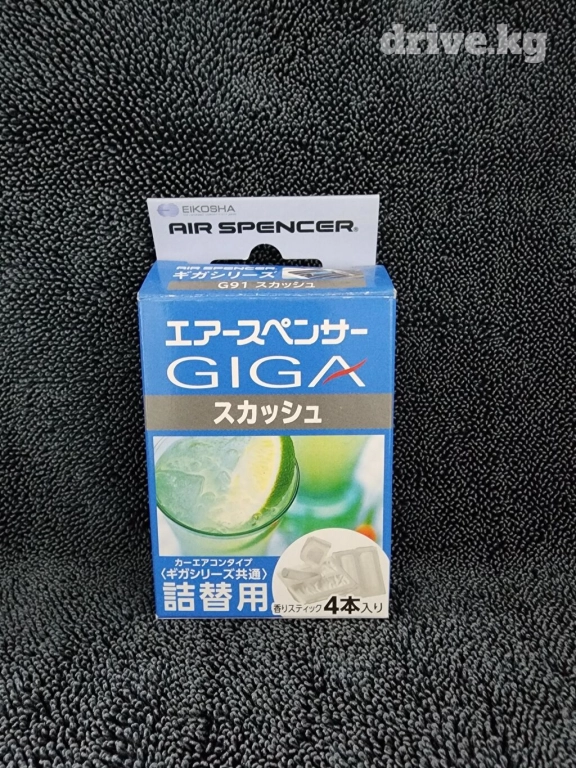 drive.kg
EIKOSHA
AIR SPENCER®
AIR SPENCER
ギガシリーズ
G91 スカッシュ
エアースペンサー
GIGA
スカッシュ
カーエアコンタイプ
〈ギガシリーズ共通〉
詰替用
香りスティック4本入り